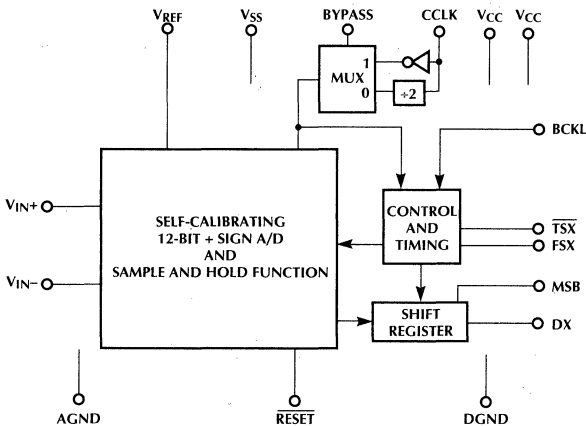 VREF VSS BYPASS CCLK VCC VCC
1
MUX
0 ÷2
BCKL
VIN+
SELF-CALIBRATING
12-BIT + SIGN A/D
AND
SAMPLE AND HOLD FUNCTION
CONTROL
AND
TIMING
TSX
FSX
VIN−
MSB
SHIFT
REGISTER
DX
AGND RESET DGND